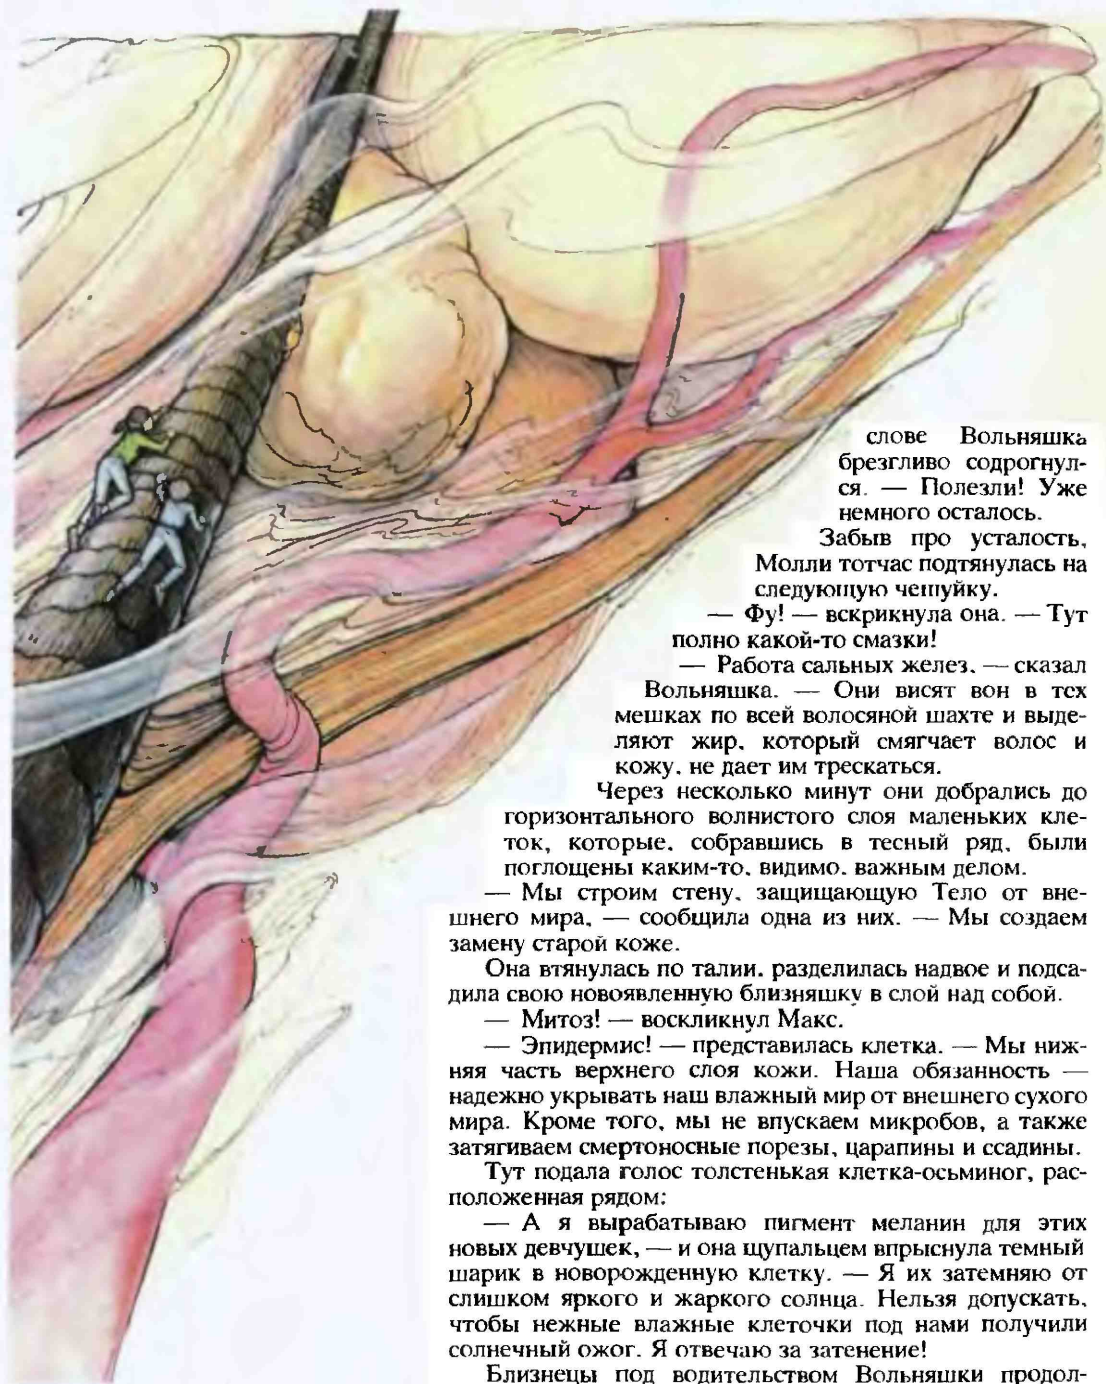 слове Вольняшка
брезгливо содрогнул-
ся. — Полезли! Уже
немного осталось.
Забыв про усталость,
Молли тотчас подтянулась на
следующую чешуйку.
— Фу! — вскрикнула она. — Тут
полно какой-то смазки!
— Работа сальных желез, — сказал
Вольняшка. — Они висят вон в тех
мешках по всей волосяной шахте и выде-
ляют жир, который смягчает волос и
кожу, не дает им трескаться.
Через несколько минут они добрались до
горизонтального волнистого слоя маленьких кле-
ток, которые, собравшись в тесный ряд, были
поглощены каким-то, видимо, важным делом.
— Мы строим стену, защищающую Тело от вне-
шнего мира, — сообщила одна из них. — Мы создаем
замену старой коже.
Она втянулась по талии, разделилась надвое и подса-
дила свою новоявленную близняшку в слой над собой.
— Митоз! — воскликнул Макс.
— Эпидермис! — представилась клетка. — Мы ниж-
няя часть верхнего слоя кожи. Наша обязанность —
надежно укрывать наш влажный мир от внешнего сухого
мира. Кроме того, мы не впускаем микробов, а также
затягиваем смертоносные порезы, царапины и ссадины.
Тут подала голос толстенькая клетка-осьминог, рас-
положенная рядом:
— А я вырабатываю пигмент меланин для этих
новых девчушек, — и она щупальцем впрыснула темный
шарик в новорожденную клетку. — Я их затемняю от
слишком яркого и жаркого солнца. Нельзя допускать,
чтобы нежные влажные клеточки под нами получили
солнечный ожог. Я отвечаю за затенение!
Близнецы под водительством Вольняшки продол-